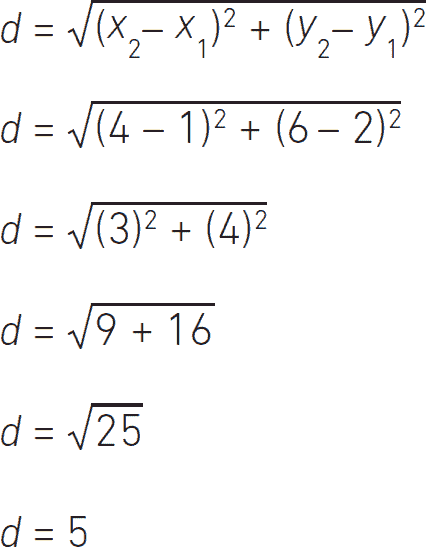 d = √(x₂ – x₁)² + (y₂ – y₁)²
d = √(4 – 1)² + (6 – 2)²
d = √(3)² + (4)²
d = √9 + 16
d = √25
d = 5